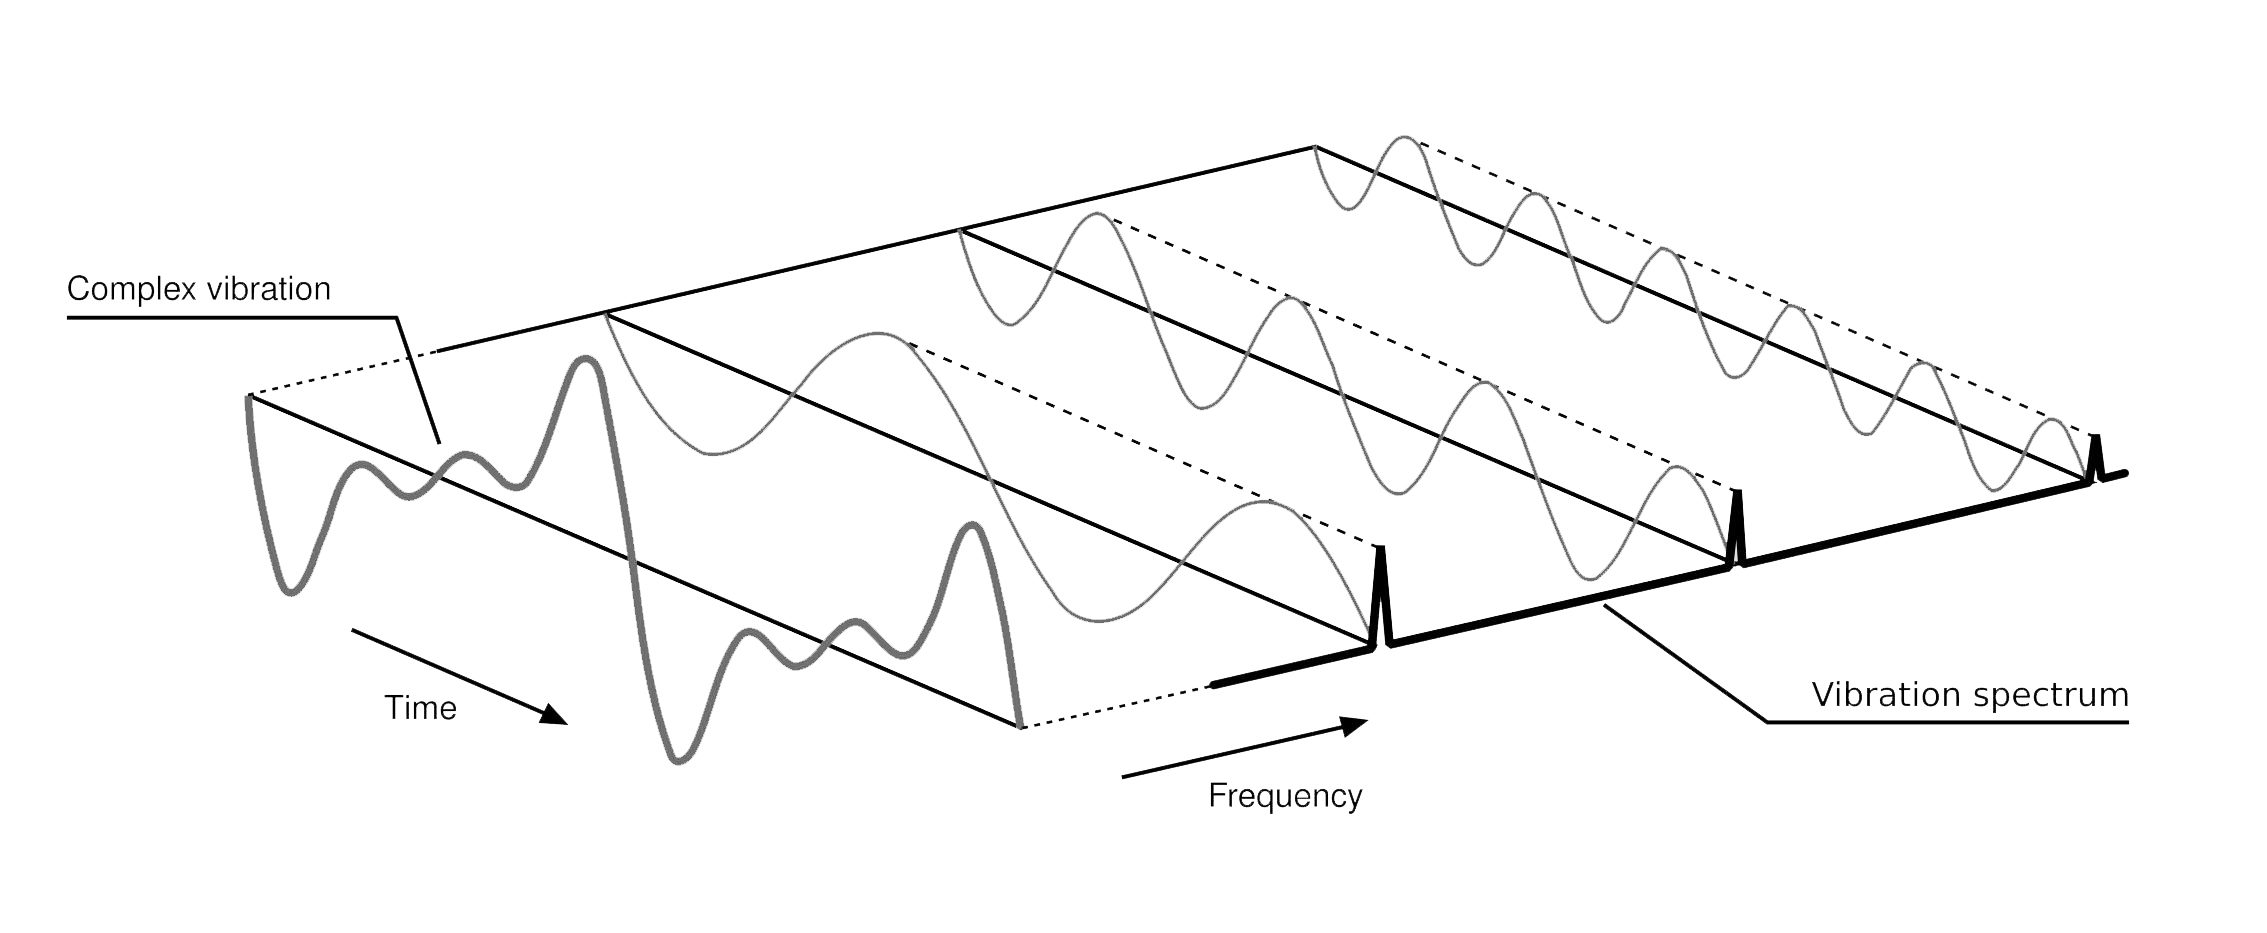 Complex vibration
Time
Vibration spectrum
Frequency